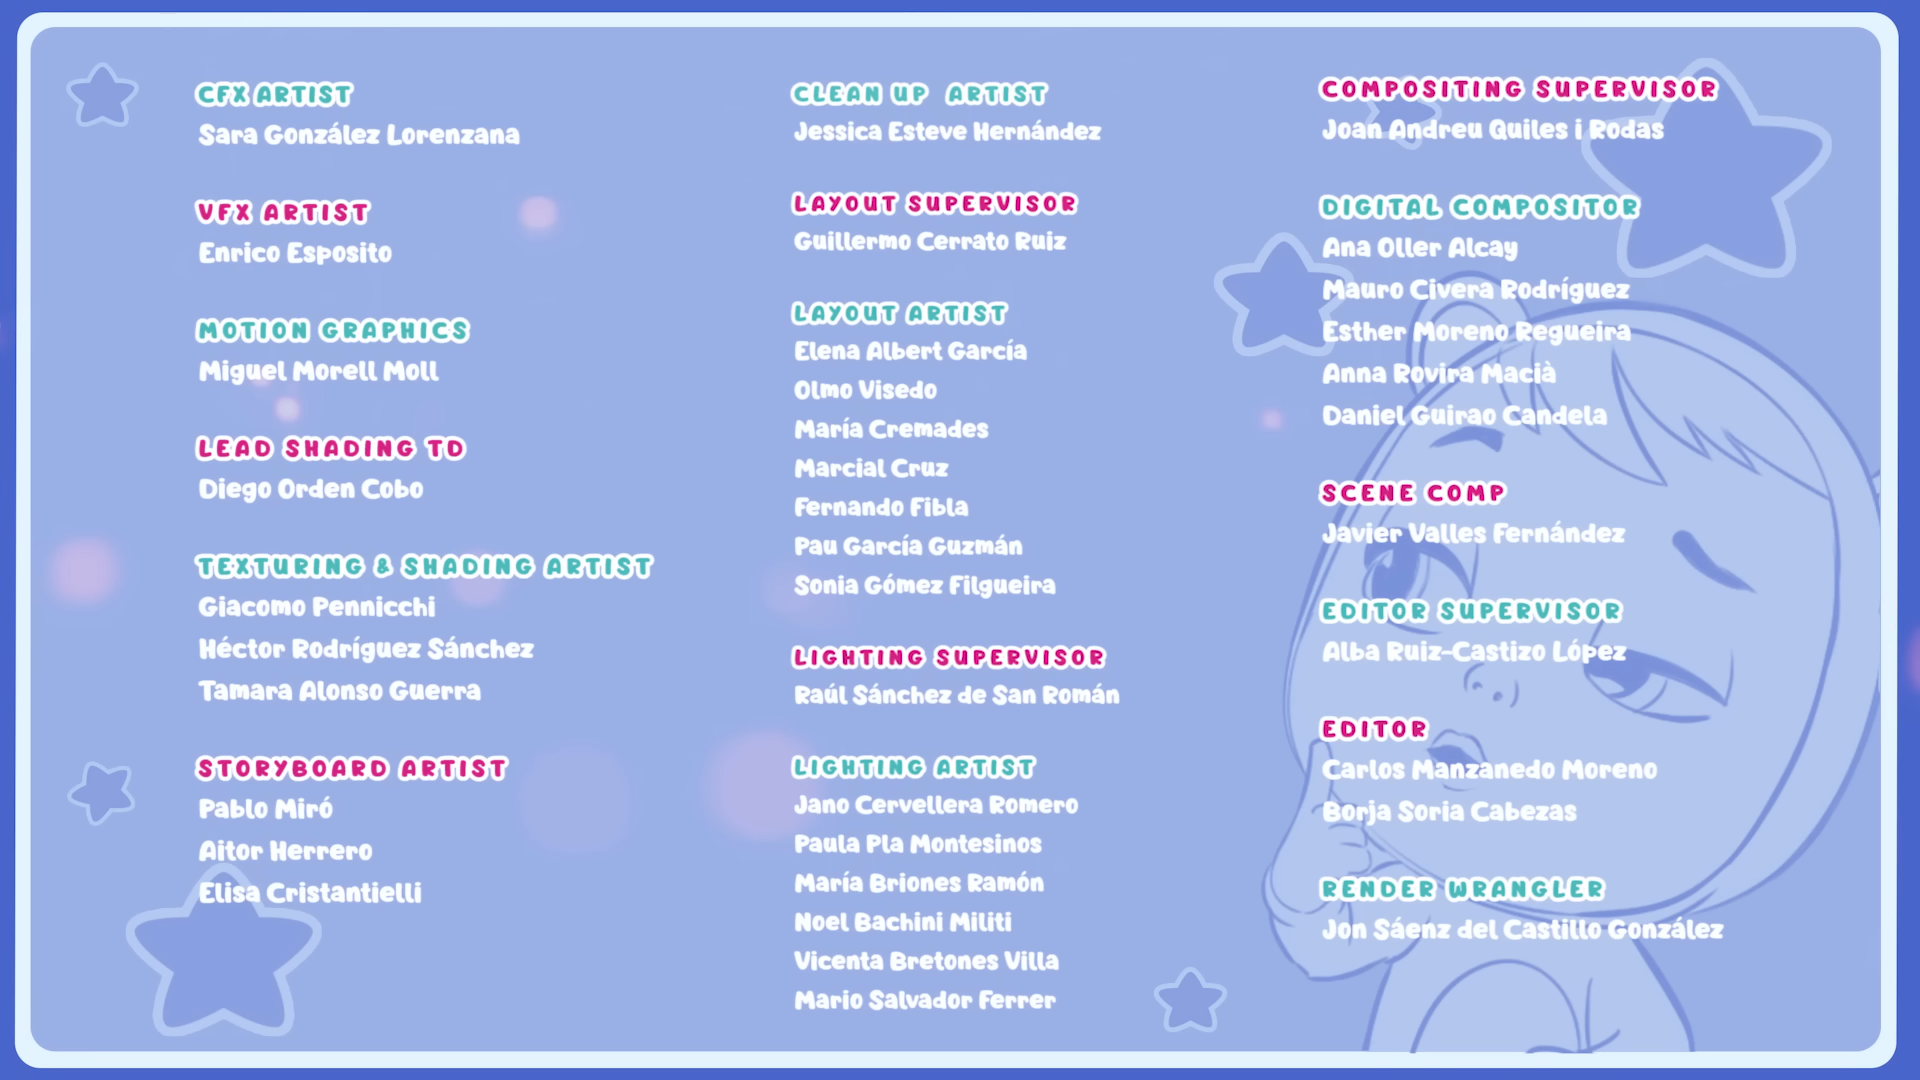 CFX ARTIST
Sara González Lorenzana
VFX ARTIST
Enrico Esposito
MOTION GRAPHICS
Miguel Morell Moll
LEAD SHADING TD
Diego Orden Cobo
TEXTURING & SHADING ARTIST
Giacomo Pennicchi
Héctor Rodríguez Sánchez
Tamara Alonso Guerra
STORYBOARD ARTIST
Pablo Miró
Aitor Herrero
Elisa Cristantielli
CLEAN UP ARTIST
Jessica Esteve Hernández
LAYOUT SUPERVISOR
Guillermo Cerrato Ruiz
LAYOUT ARTIST
Elena Albert García
Olmo Visedo
María Cremades
Marcial Cruz
Fernando Fibla
Pau García Guzmán
Sonia Gómez Filgueira
LIGHTING SUPERVISOR
Raúl Sánchez de San Román
LIGHTING ARTIST
Jano Cervellera Romero
Paula Pla Montesinos
María Briones Ramón
Noel Bachini Militi
Vicenta Bretones Villa
Mario Salvador Ferrer
COMPOSITING SUPERVISOR
Joan Andreu Quiles i Rodas
DIGITAL COMPOSITOR
Ana Oller Alcay
Mauro Civera Rodríguez
Esther Moreno Regueira
Anna Rovira Macià
Daniel Guirao Candela
SCENE COMP
Javier Valles Fernández
EDITOR SUPERVISOR
Alba Ruiz-Castizo López
EDITOR
Carlos Manzanedo Moreno
Borja Soria Cabezas
RENDER WRANGLER
Jon Sáenz del Castillo González